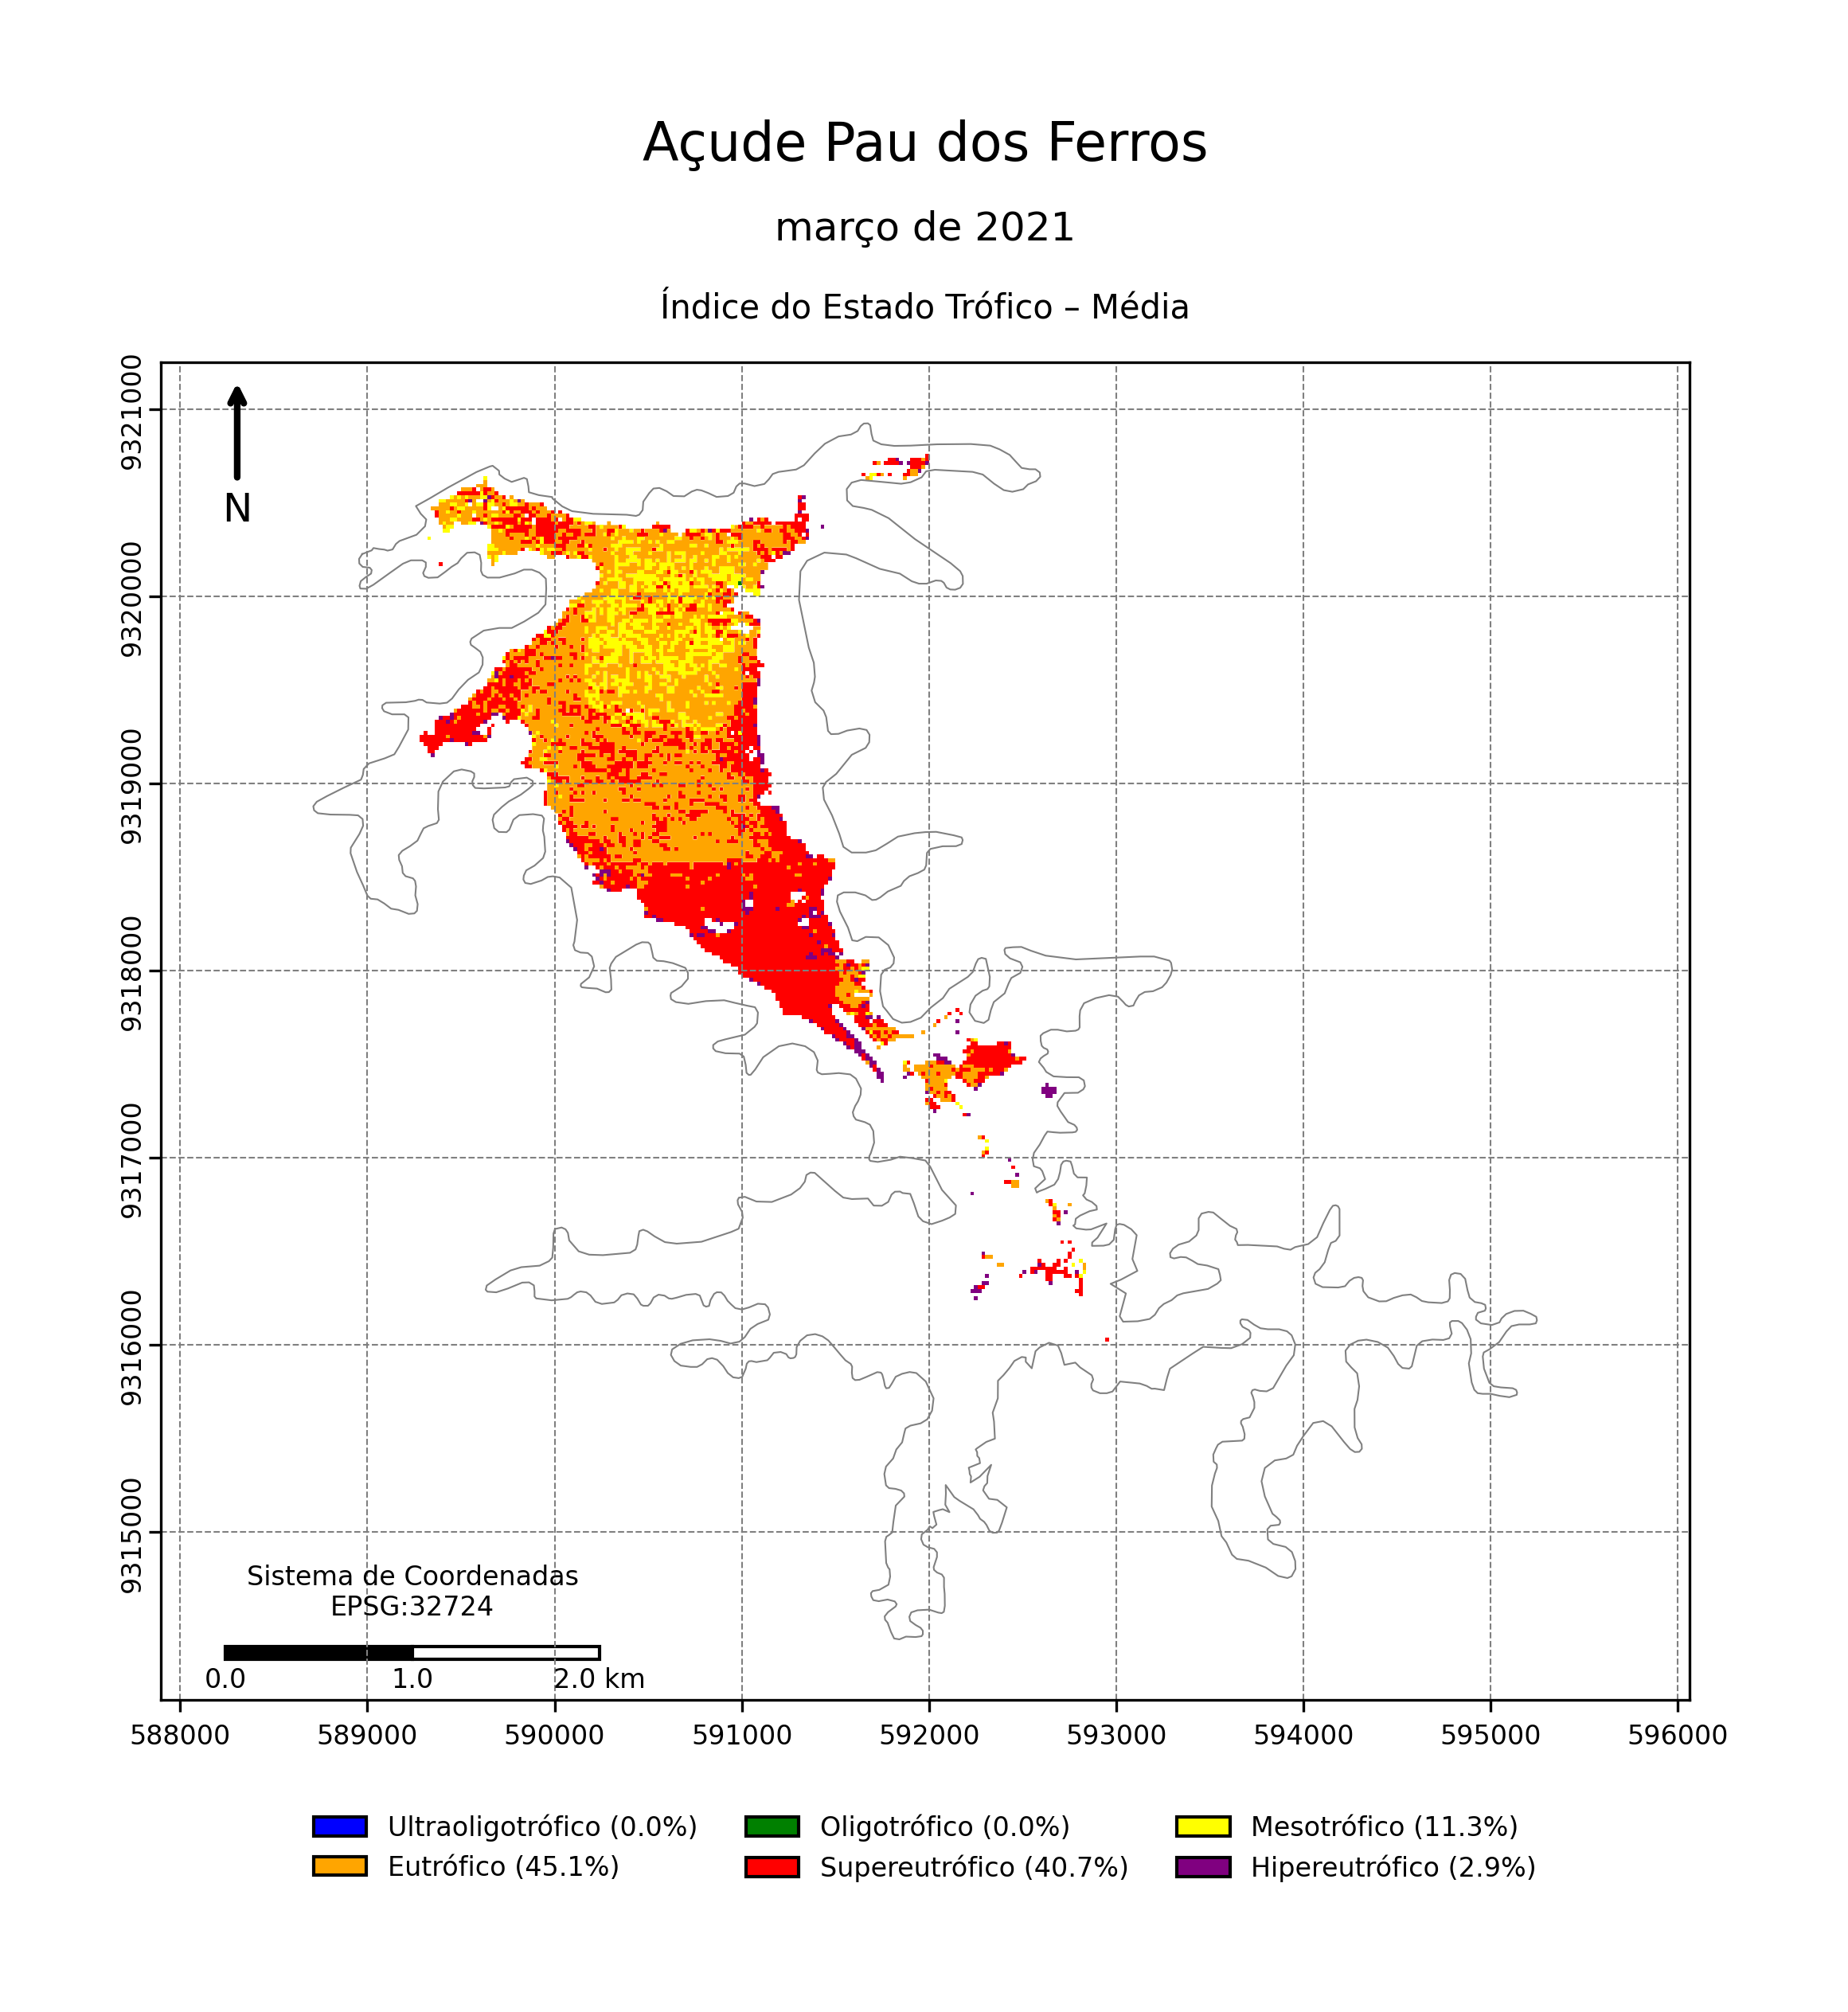 Açude Pau dos Ferros
março de 2021
Índice do Estado Trófico – Média
9321000
9320000
9319000
9318000
9317000
9316000
9315000
N
Sistema de Coordenadas
EPSG:32724
0.0 1.0 2.0 km
588000 589000 590000 591000 592000 593000 594000 595000 596000
Ultraoligotrófico (0.0%) Oligotrófico (0.0%) Mesotrófico (11.3%)
Eutrófico (45.1%) Supereutrófico (40.7%) Hipereutrófico (2.9%)